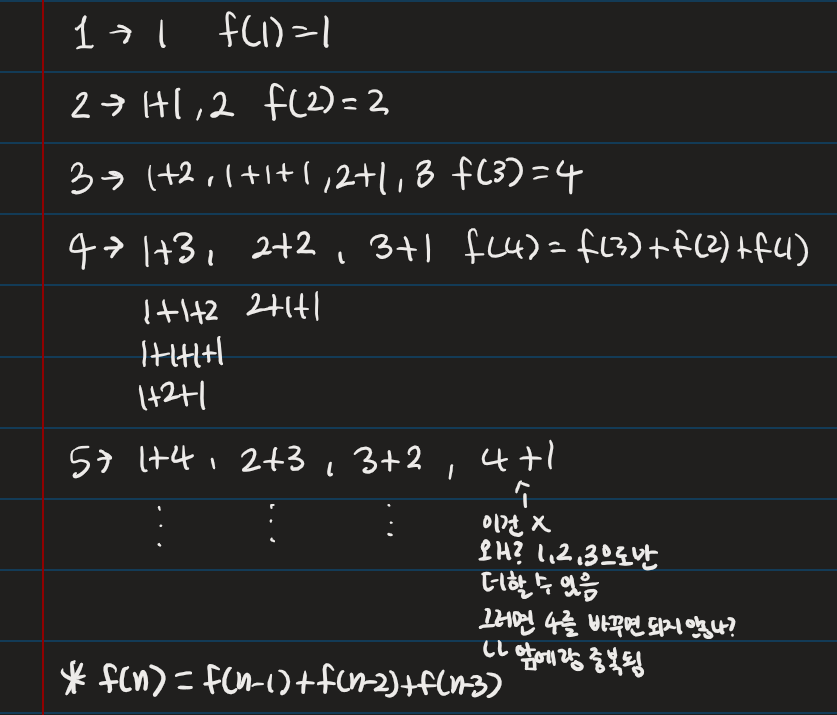 1 → 1 f(1)=1
2 → 1+1, 2 f(2)=2
3 → 1+2, 1+1+1, 2+1, 3 f(3)=4
4 → 1+3, 2+2, 3+1 f(4)=f(3)+f(2)+f(1)
1+1+2 2+1+1
1+1+1+1
1+2+1
5 → 1+4, 2+3, 3+2, 4+1
⋮ ⋮ ⋮ ↑
이건 X
왜? 1,2,3으로만
더할 수 있음
그러면 4를 바꾸면 되지 않나?
ㄴㄴ 앞에랑 중복됨
* f(n)=f(n-1)+f(n-2)+f(n-3)